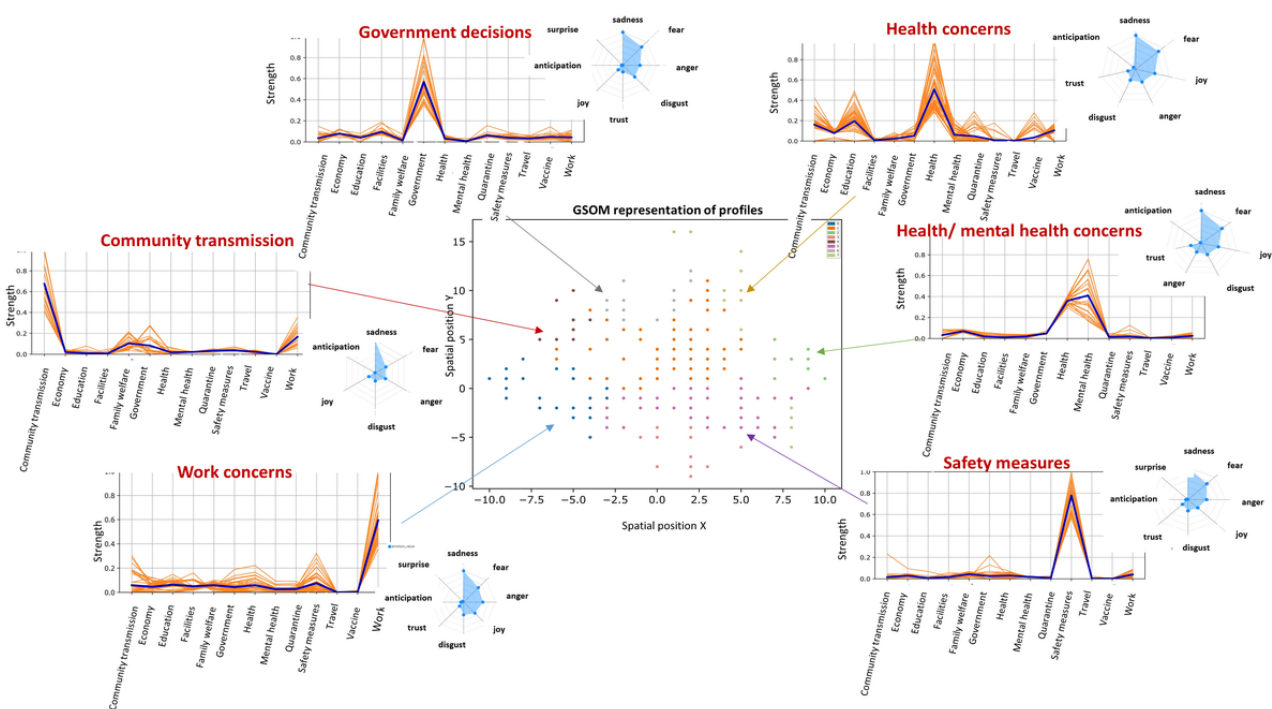 Government decisions
Strength
0.8
0.6
0.4
0.2
0.0
Community transmission
Economy
Education
Facilities
Family welfare
Government
Health
Mental health
Quarantine
Safety measures
Travel
Vaccine
Work
sadness
surprise
fear
anticipation
anger
joy
disgust
trust
Health concerns
Strength
0.8
0.6
0.4
0.2
0.0
Community transmission
Economy
Education
Facilities
Family welfare
Government
Health
Mental health
Quarantine
Safety measures
Travel
Vaccine
Work
sadness
anticipation
fear
trust
joy
disgust
anger
Community transmission
Strength
0.8
0.6
0.4
0.2
0.0
Community transmission
Economy
Education
Facilities
Family welfare
Government
Health
Mental health
Quarantine
Safety measures
Travel
Vaccine
Work
sadness
anticipation
fear
joy
anger
disgust
GSOM representation of profiles
Spatial position Y
15
10
5
0
−5
−10
−10.0
−7.5
−5.0
−2.5
0.0
2.5
5.0
7.5
10.0
Spatial position X
Health/ mental health concerns
Strength
0.8
0.6
0.4
0.2
0.0
Community transmission
Economy
Education
Facilities
Family welfare
Government
Health
Mental health
Quarantine
Safety measures
Travel
Vaccine
Work
sadness
anticipation
fear
trust
joy
anger
disgust
Work concerns
Strength
0.8
0.6
0.4
0.2
0.0
Community transmission
Economy
Education
Facilities
Family welfare
Government
Health
Mental health
Quarantine
Safety measures
Travel
Vaccine
Work
sadness
surprise
fear
anticipation
anger
trust
joy
disgust
Safety measures
Strength
1.0
0.8
0.6
0.4
0.2
0.0
Community transmission
Economy
Education
Facilities
Family welfare
Government
Health
Mental health
Quarantine
Safety measures
Travel
Vaccine
Work
sadness
surprise
fear
anticipation
anger
trust
joy
disgust